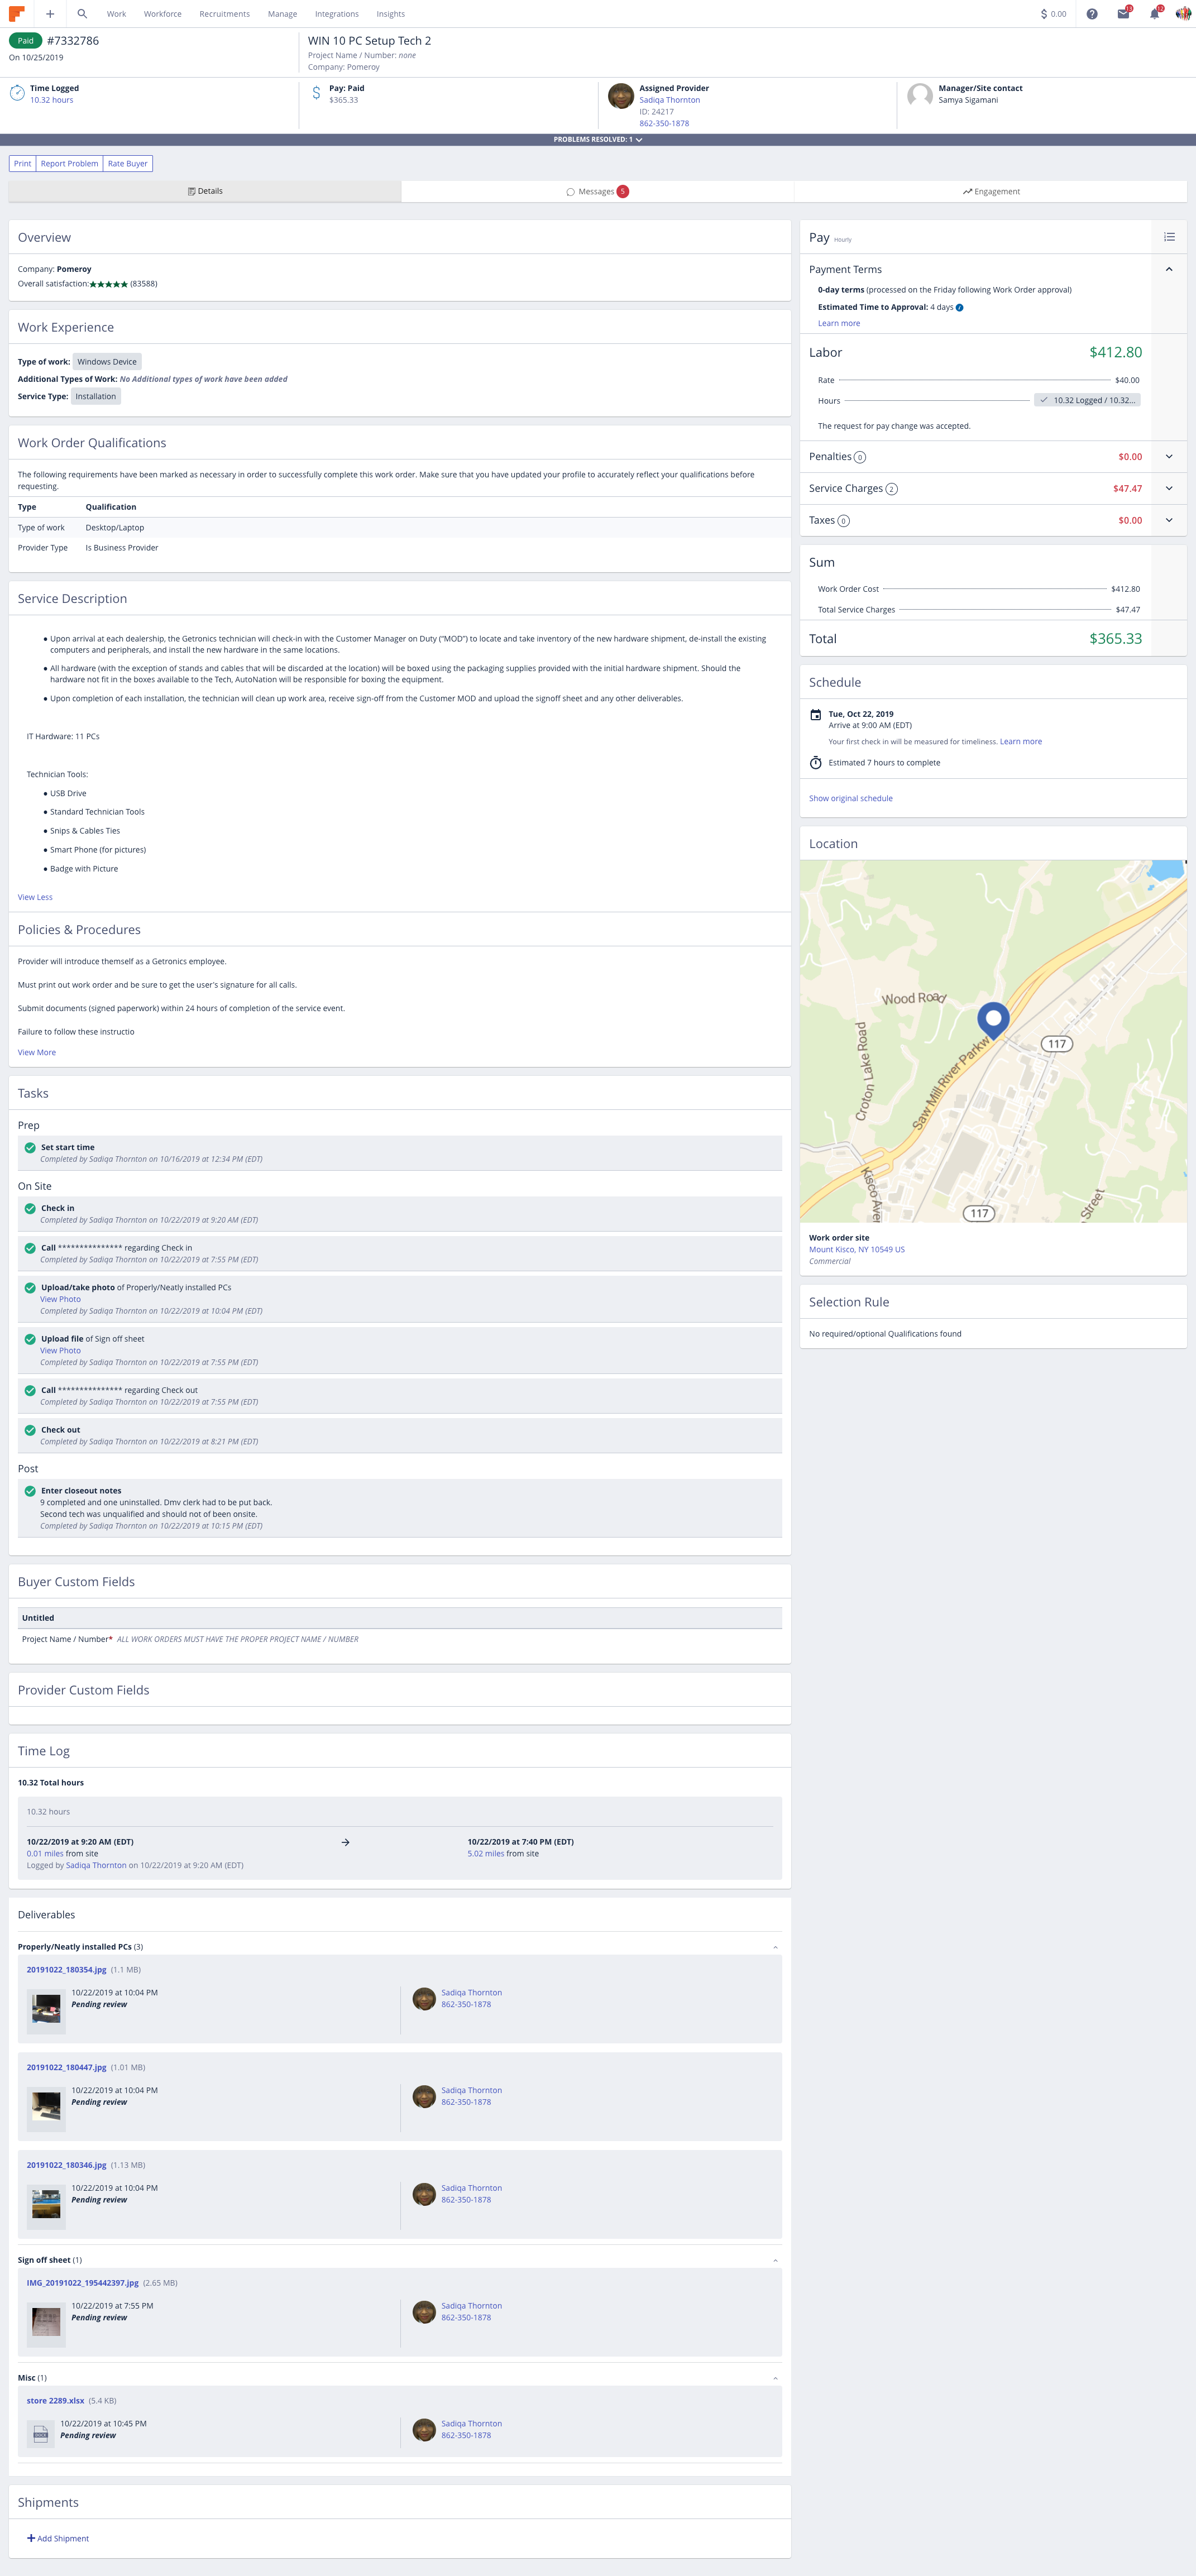 Work Workforce Recruitments Manage Integrations Insights
$ 0.00
Paid #7332786
On 10/25/2019
WIN 10 PC Setup Tech 2
Project Name / Number: none
Company: Pomeroy
Time Logged
10.32 hours
Pay: Paid
$365.33
Assigned Provider
Sadiqa Thornton
ID: 24217
862-350-1878
Manager/Site contact
Samya Sigamani
PROBLEMS RESOLVED: 1
Print Report Problem Rate Buyer
Details
Messages 5
Engagement
Overview
Company: Pomeroy
Overall satisfaction:★★★★★ (83588)
Work Experience
Type of work: Windows Device
Additional Types of Work: No Additional types of work have been added
Service Type: Installation
Work Order Qualifications
The following requirements have been marked as necessary in order to successfully complete this work order. Make sure that you have updated your profile to accurately reflect your qualifications before
requesting.
Type Qualification
Type of work Desktop/Laptop
Provider Type Is Business Provider
Service Description
• Upon arrival at each dealership, the Getronics technician will check-in with the Customer Manager on Duty ("MOD") to locate and take inventory of the new hardware shipment, de-install the existing
computers and peripherals, and install the new hardware in the same locations.
• All hardware (with the exception of stands and cables that will be discarded at the location) will be boxed using the packaging supplies provided with the initial hardware shipment. Should the
hardware not fit in the boxes available to the Tech, AutoNation will be responsible for boxing the equipment.
• Upon completion of each installation, the technician will clean up work area, receive sign-off from the Customer MOD and upload the signoff sheet and any other deliverables.
IT Hardware: 11 PCs
Technician Tools:
• USB Drive
• Standard Technician Tools
• Snips & Cables Ties
• Smart Phone (for pictures)
• Badge with Picture
View Less
Policies & Procedures
Provider will introduce themself as a Getronics employee.
Must print out work order and be sure to get the user's signature for all calls.
Submit documents (signed paperwork) within 24 hours of completion of the service event.
Failure to follow these instructio
View More
Tasks
Prep
Set start time
Completed by Sadiqa Thornton on 10/16/2019 at 12:34 PM (EDT)
On Site
Check in
Completed by Sadiqa Thornton on 10/22/2019 at 9:20 AM (EDT)
Call *************** regarding Check in
Completed by Sadiqa Thornton on 10/22/2019 at 7:55 PM (EDT)
Upload/take photo of Properly/Neatly installed PCs
View Photo
Completed by Sadiqa Thornton on 10/22/2019 at 10:04 PM (EDT)
Upload file of Sign off sheet
View Photo
Completed by Sadiqa Thornton on 10/22/2019 at 7:55 PM (EDT)
Call *************** regarding Check out
Completed by Sadiqa Thornton on 10/22/2019 at 7:55 PM (EDT)
Check out
Completed by Sadiqa Thornton on 10/22/2019 at 8:21 PM (EDT)
Post
Enter closeout notes
9 completed and one uninstalled. Dmv clerk had to be put back.
Second tech was unqualified and should not of been onsite.
Completed by Sadiqa Thornton on 10/22/2019 at 10:15 PM (EDT)
Buyer Custom Fields
Untitled
Project Name / Number* ALL WORK ORDERS MUST HAVE THE PROPER PROJECT NAME / NUMBER
Provider Custom Fields
Time Log
10.32 Total hours
10.32 hours
10/22/2019 at 9:20 AM (EDT) → 10/22/2019 at 7:40 PM (EDT)
0.01 miles from site 5.02 miles from site
Logged by Sadiqa Thornton on 10/22/2019 at 9:20 AM (EDT)
Deliverables
Properly/Neatly installed PCs (3)
20191022_180354.jpg (1.1 MB)
10/22/2019 at 10:04 PM Sadiqa Thornton
Pending review 862-350-1878
20191022_180447.jpg (1.01 MB)
10/22/2019 at 10:04 PM Sadiqa Thornton
Pending review 862-350-1878
20191022_180346.jpg (1.13 MB)
10/22/2019 at 10:04 PM Sadiqa Thornton
Pending review 862-350-1878
Sign off sheet (1)
IMG_20191022_195442397.jpg (2.65 MB)
10/22/2019 at 7:55 PM Sadiqa Thornton
Pending review 862-350-1878
Misc (1)
store 2289.xlsx (5.4 KB)
10/22/2019 at 10:45 PM Sadiqa Thornton
Pending review 862-350-1878
Shipments
+ Add Shipment
Pay Hourly
Payment Terms
0-day terms (processed on the Friday following Work Order approval)
Estimated Time to Approval: 4 days
Learn more
Labor $412.80
Rate $40.00
Hours 10.32 Logged / 10.32...
The request for pay change was accepted.
Penalties 0 $0.00
Service Charges 2 $47.47
Taxes 0 $0.00
Sum
Work Order Cost $412.80
Total Service Charges $47.47
Total $365.33
Schedule
Tue, Oct 22, 2019
Arrive at 9:00 AM (EDT)
Your first check in will be measured for timeliness. Learn more
Estimated 7 hours to complete
Show original schedule
Location
Wood Road
Croton Lake Road
Saw Mill River Parkw
117
Kisco Aven
117
Street
Work order site
Mount Kisco, NY 10549 US
Commercial
Selection Rule
No required/optional Qualifications found